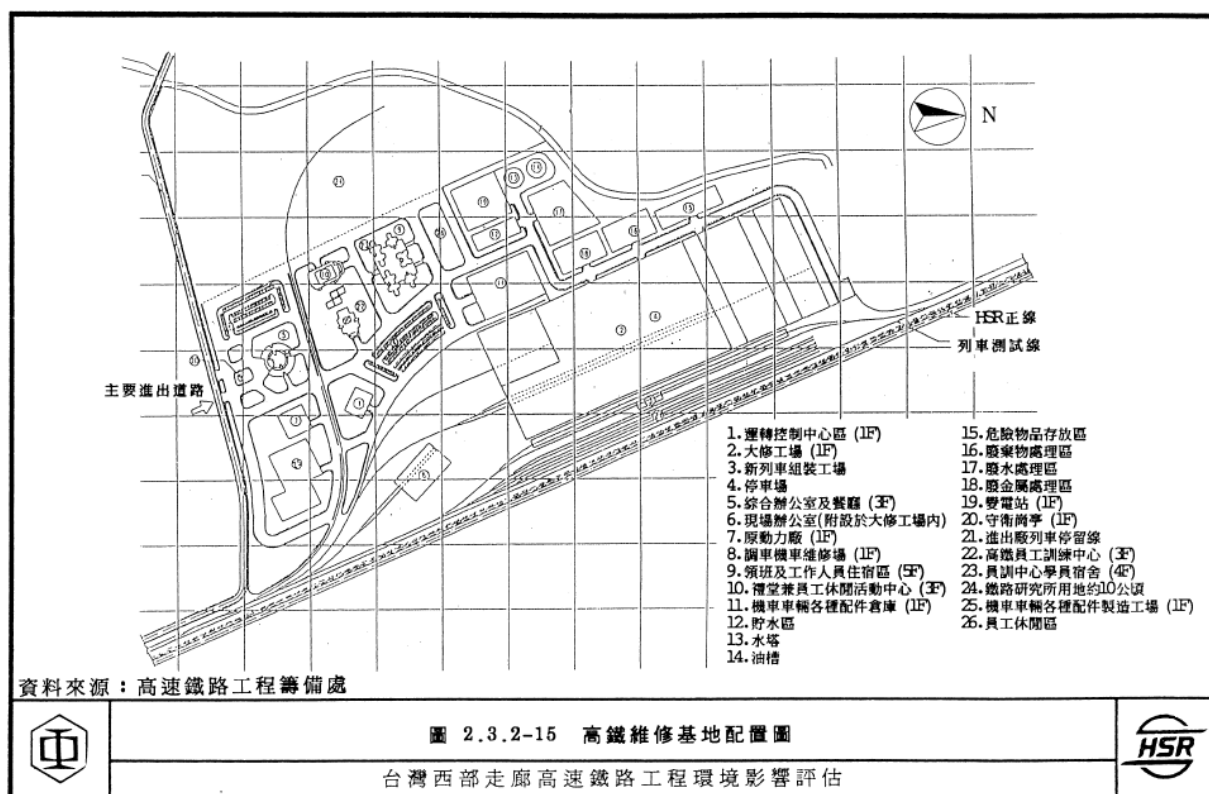 N
HSR正線
列車測試線
主要進出道路
1.運轉控制中心區 (1F)
2.大修工場 (1F)
3.新列車組裝工場
4.停車場
5.綜合辦公室及餐廳 (3F)
6.現場辦公室(附設於大修工場內)
7.原動力廠 (1F)
8.調車機車維修場 (1F)
9.領班及工作人員住宿區 (5F)
10.禮堂兼員工休閒活動中心 (3F)
11.機車車輛各種配件倉庫 (1F)
12.貯水區
13.水塔
14.油槽
15.危險物品存放區
16.廢棄物處理區
17.廢水處理區
18.廢金屬處理區
19.變電站 (1F)
20.守衛崗亭 (1F)
21.進出廠列車停留線
22.高鐵員工訓練中心 (3F)
23.員訓中心學員宿舍 (4F)
24.鐵路研究所用地約10公頃
25.機車車輛各種配件製造工場 (1F)
26.員工休閒區
資料來源：高速鐵路工程籌備處
圖 2.3.2-15 高鐵維修基地配置圖
台灣西部走廊高速鐵路工程環境影響評估
HSR